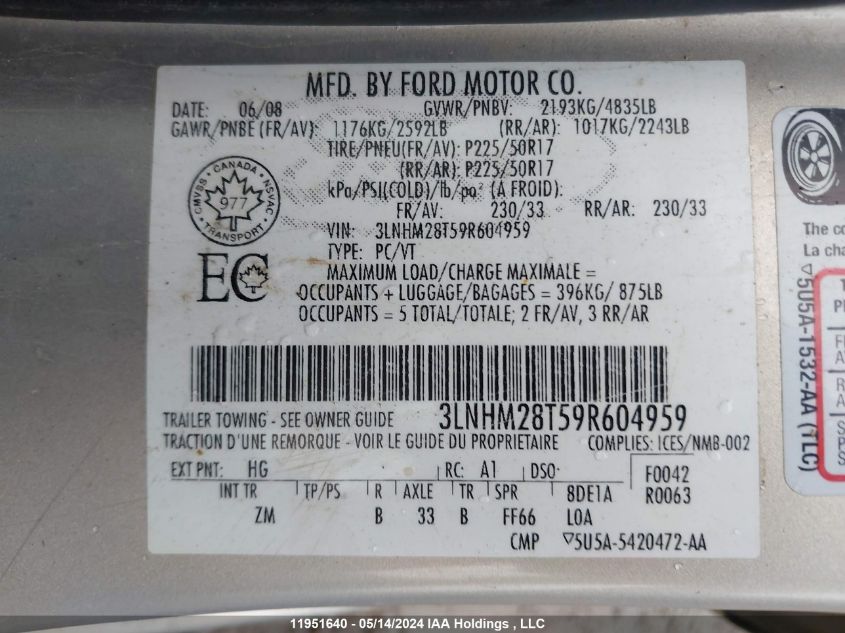 MFD. BY FORD MOTOR CO.
DATE: 06/08 GVWR/PNBV: 2193KG/4835LB
GAWR/PNBE (FR/AV): 1176KG/2592LB (RR/AR): 1017KG/2243LB
TIRE/PNEU(FR/AV): P225/50R17
(RR/AR): P225/50R17
kPa/PSI(COLD)/lb/po² (A FROID):
FR/AV: 230/33 RR/AR: 230/33
VIN: 3LNHM28T59R604959
TYPE: PC/VT
CANADA
CMVSS NSVAC
977
TRANSPORT
EC
MAXIMUM LOAD/CHARGE MAXIMALE =
OCCUPANTS + LUGGAGE/BAGAGES = 396KG/ 875LB
OCCUPANTS = 5 TOTAL/TOTALE; 2 FR/AV, 3 RR/AR
TRAILER TOWING - SEE OWNER GUIDE 3LNHM28T59R604959
TRACTION D'UNE REMORQUE - VOIR LE GUIDE DU PROPRIETAIRE COMPLIES: ICES/NMB-002
EXT PNT: HG RC: A1 DSO: F0042
INT TR TP/PS R AXLE TR SPR 8DE1A R0063
ZM B 33 B FF66 LOA
CMP ▽5U5A-5420472-AA
The co
La cha
▽5U5A-1532-AA (TLC)
11951640 - 05/14/2024 IAA Holdings , LLC